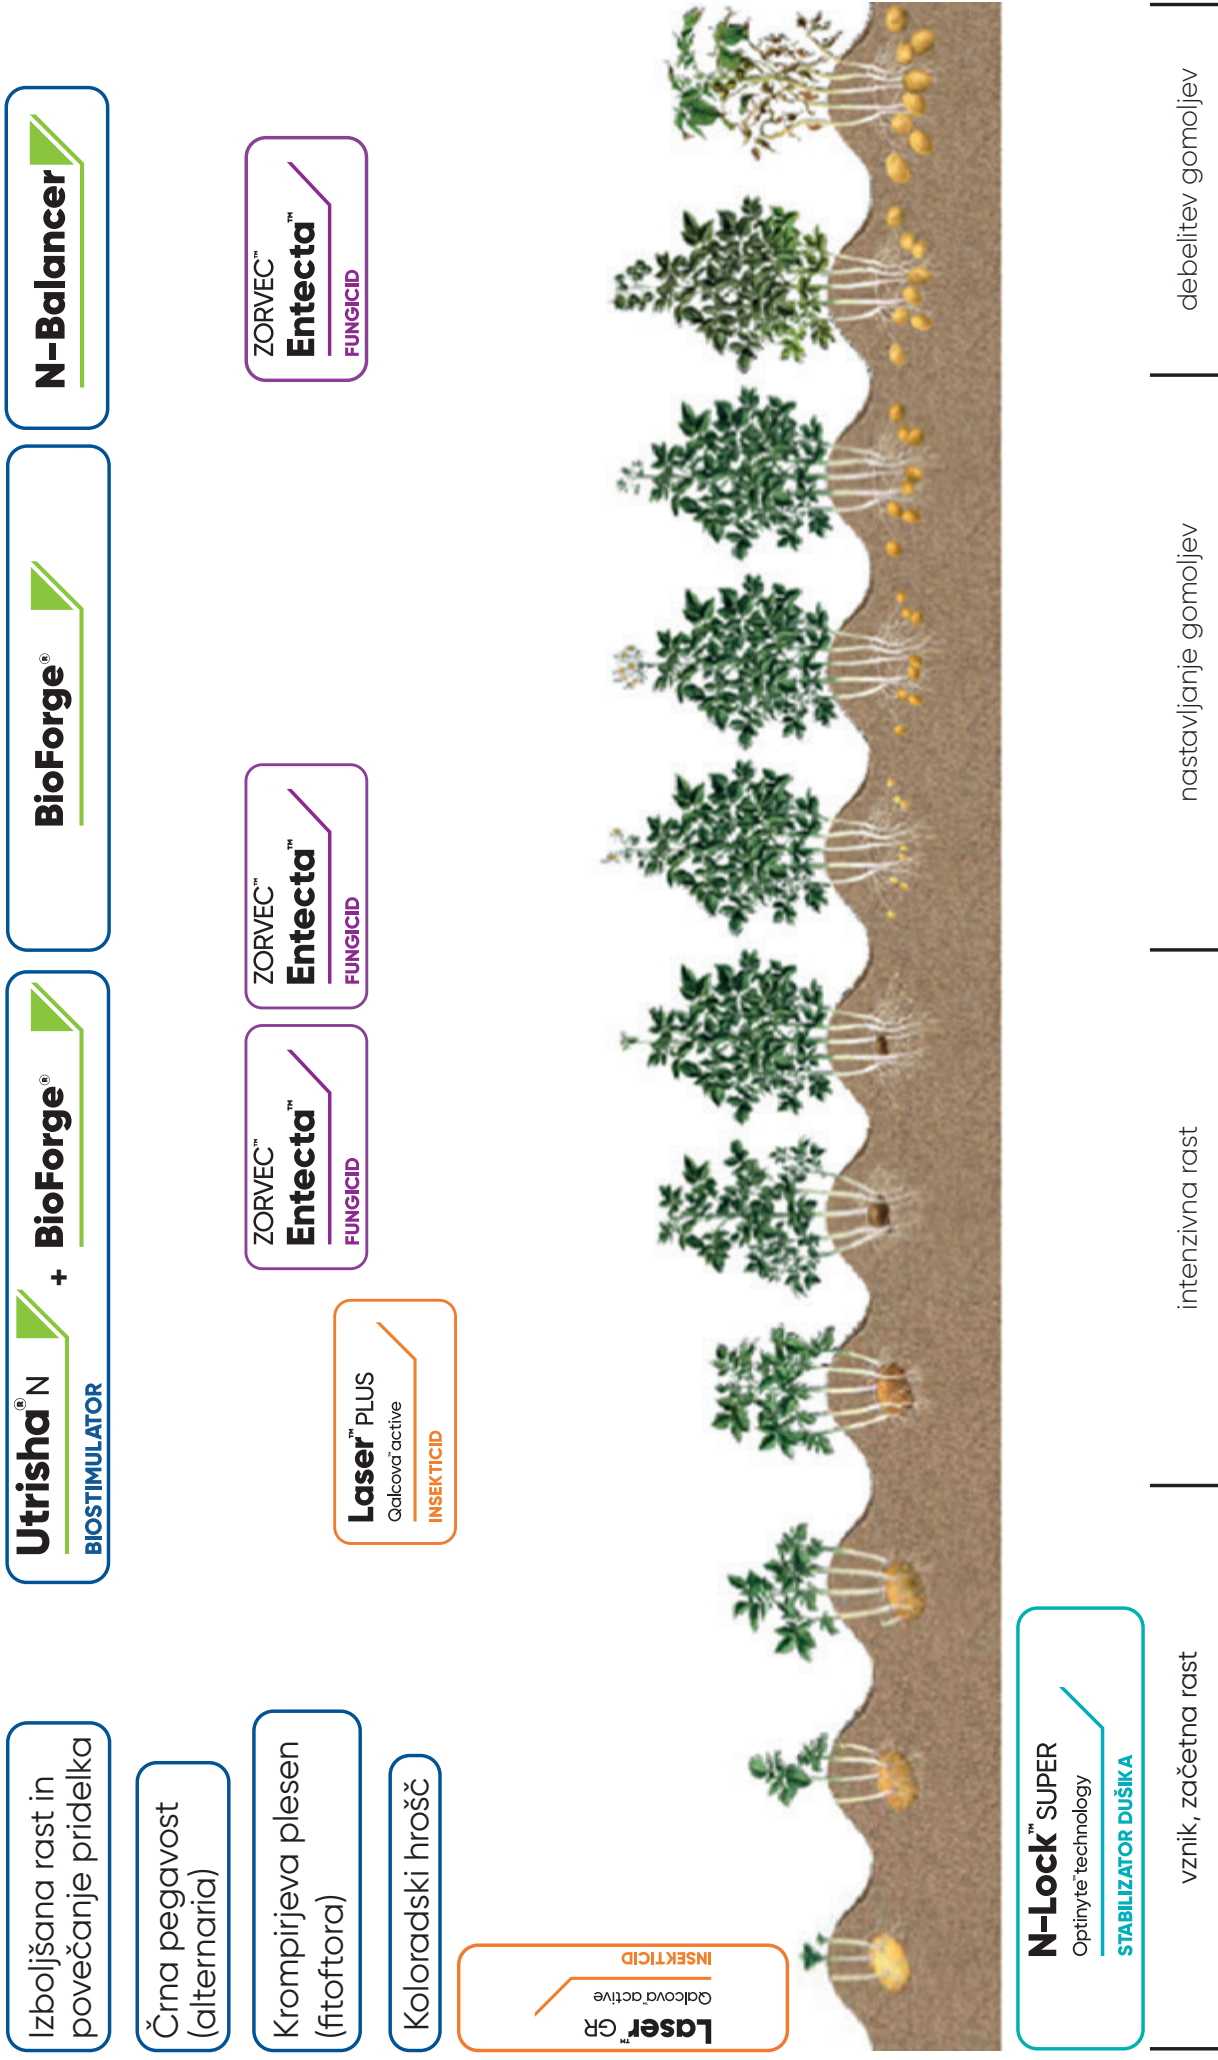 Izboljšana rast in
povečanje pridelka
Utrisha® N
BIOSTIMULATOR
+
BioForge®
BioForge®
N-Balancer
Črna pegavost
(alternaria)
Krompirjeva plesen
(fitoftora)
ZORVEC™
Entecta™
FUNGICID
ZORVEC™
Entecta™
FUNGICID
ZORVEC™
Entecta™
FUNGICID
Koloradski hrošč
Laser™ PLUS
Qalcova™ active
INSEKTICID
Laser™ GR
Qalcova™ active
INSEKTICID
N-Lock™ SUPER
Optinyte™ technology
STABILIZATOR DUŠIKA
vznik, začetna rast
intenzivna rast
nastavljanje gomoljev
debelitev gomoljev